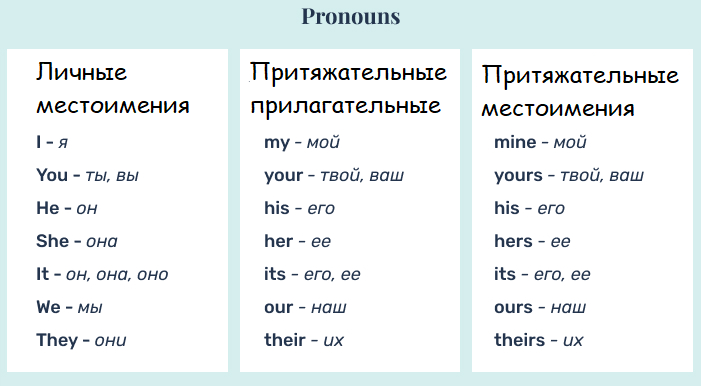 Pronouns
Личные
местоимения
I - я
You - ты, вы
He - он
She - она
It - он, она, оно
We - мы
They - они
Притяжательные
прилагательные
my - мой
your - твой, ваш
his - его
her - ее
its - его, ее
our - наш
their - их
Притяжательные
местоимения
mine - мой
yours - твой, ваш
his - его
hers - ее
its - его, ее
ours - наш
theirs - их